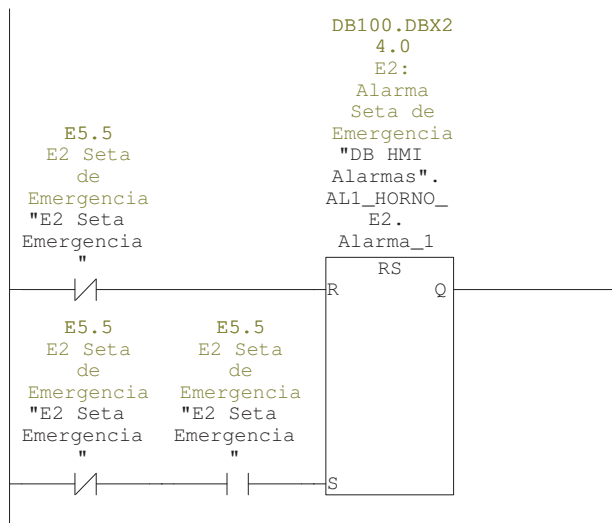 DB100.DBX2
4.0
E2:
Alarma
Seta de
Emergencia
"DB HMI
Alarmas".
AL1_HORNO_
E2.
Alarma_1
E5.5
E2 Seta
de
Emergencia
"E2 Seta
Emergencia
"
RS
R
Q
E5.5
E2 Seta
de
Emergencia
"E2 Seta
Emergencia
"
E5.5
E2 Seta
de
Emergencia
"E2 Seta
Emergencia
"
S